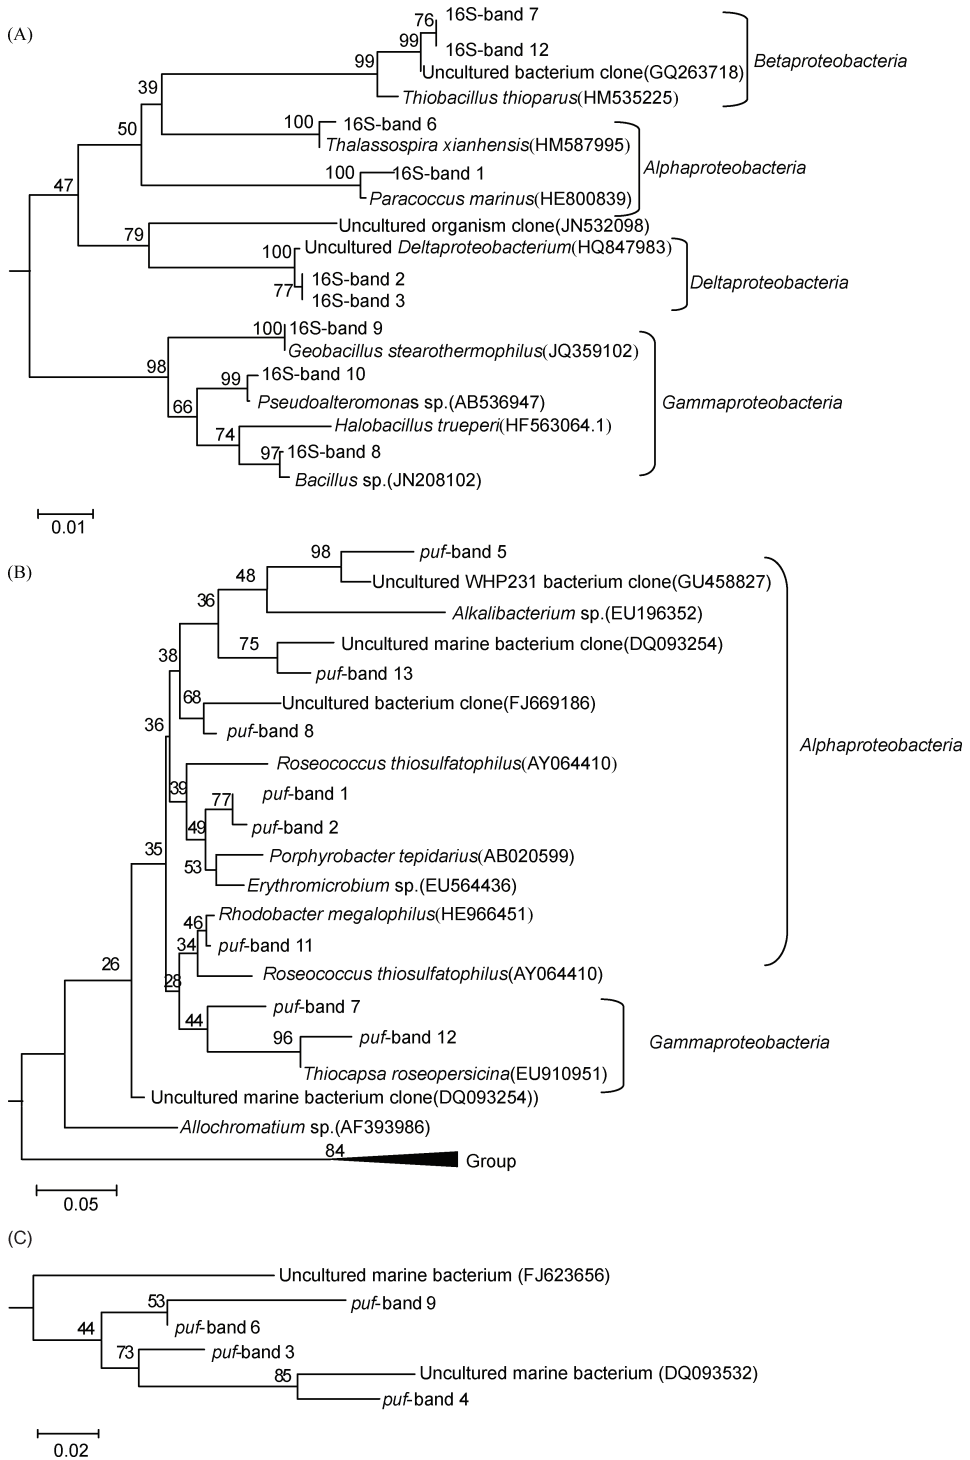 (A)
76
16S-band 7
99
16S-band 12
99
Uncultured bacterium clone(GQ263718)
Thiobacillus thioparus(HM535225)
Betaproteobacteria
39
50
100
16S-band 6
Thalassospira xianhensis(HM587995)
100
16S-band 1
Paracoccus marinus(HE800839)
Alphaproteobacteria
47
79
Uncultured organism clone(JN532098)
100
Uncultured Deltaproteobacterium(HQ847983)
77
16S-band 2
16S-band 3
Deltaproteobacteria
98
100
16S-band 9
Geobacillus stearothermophilus(JQ359102)
99
16S-band 10
66
Pseudoalteromonas sp.(AB536947)
Halobacillus trueperi(HF563064.1)
74
97
16S-band 8
Bacillus sp.(JN208102)
Gammaproteobacteria
0.01
(B)
98
puf-band 5
48
Uncultured WHP231 bacterium clone(GU458827)
36
Alkalibacterium sp.(EU196352)
75
Uncultured marine bacterium clone(DQ093254)
38
puf-band 13
68
Uncultured bacterium clone(FJ669186)
36
puf-band 8
Roseococcus thiosulfatophilus(AY064410)
39
77
puf-band 1
49
puf-band 2
35
53
Porphyrobacter tepidarius(AB020599)
Erythromicrobium sp.(EU564436)
46
Rhodobacter megalophilus(HE966451)
34
puf-band 11
26
28
Roseococcus thiosulfatophilus(AY064410)
Alphaproteobacteria
44
puf-band 7
96
puf-band 12
Thiocapsa roseopersicina(EU910951)
Gammaproteobacteria
Uncultured marine bacterium clone(DQ093254))
Allochromatium sp.(AF393986)
84
Group
0.05
(C)
Uncultured marine bacterium (FJ623656)
53
puf-band 9
44
puf-band 6
73
puf-band 3
85
Uncultured marine bacterium (DQ093532)
puf-band 4
0.02